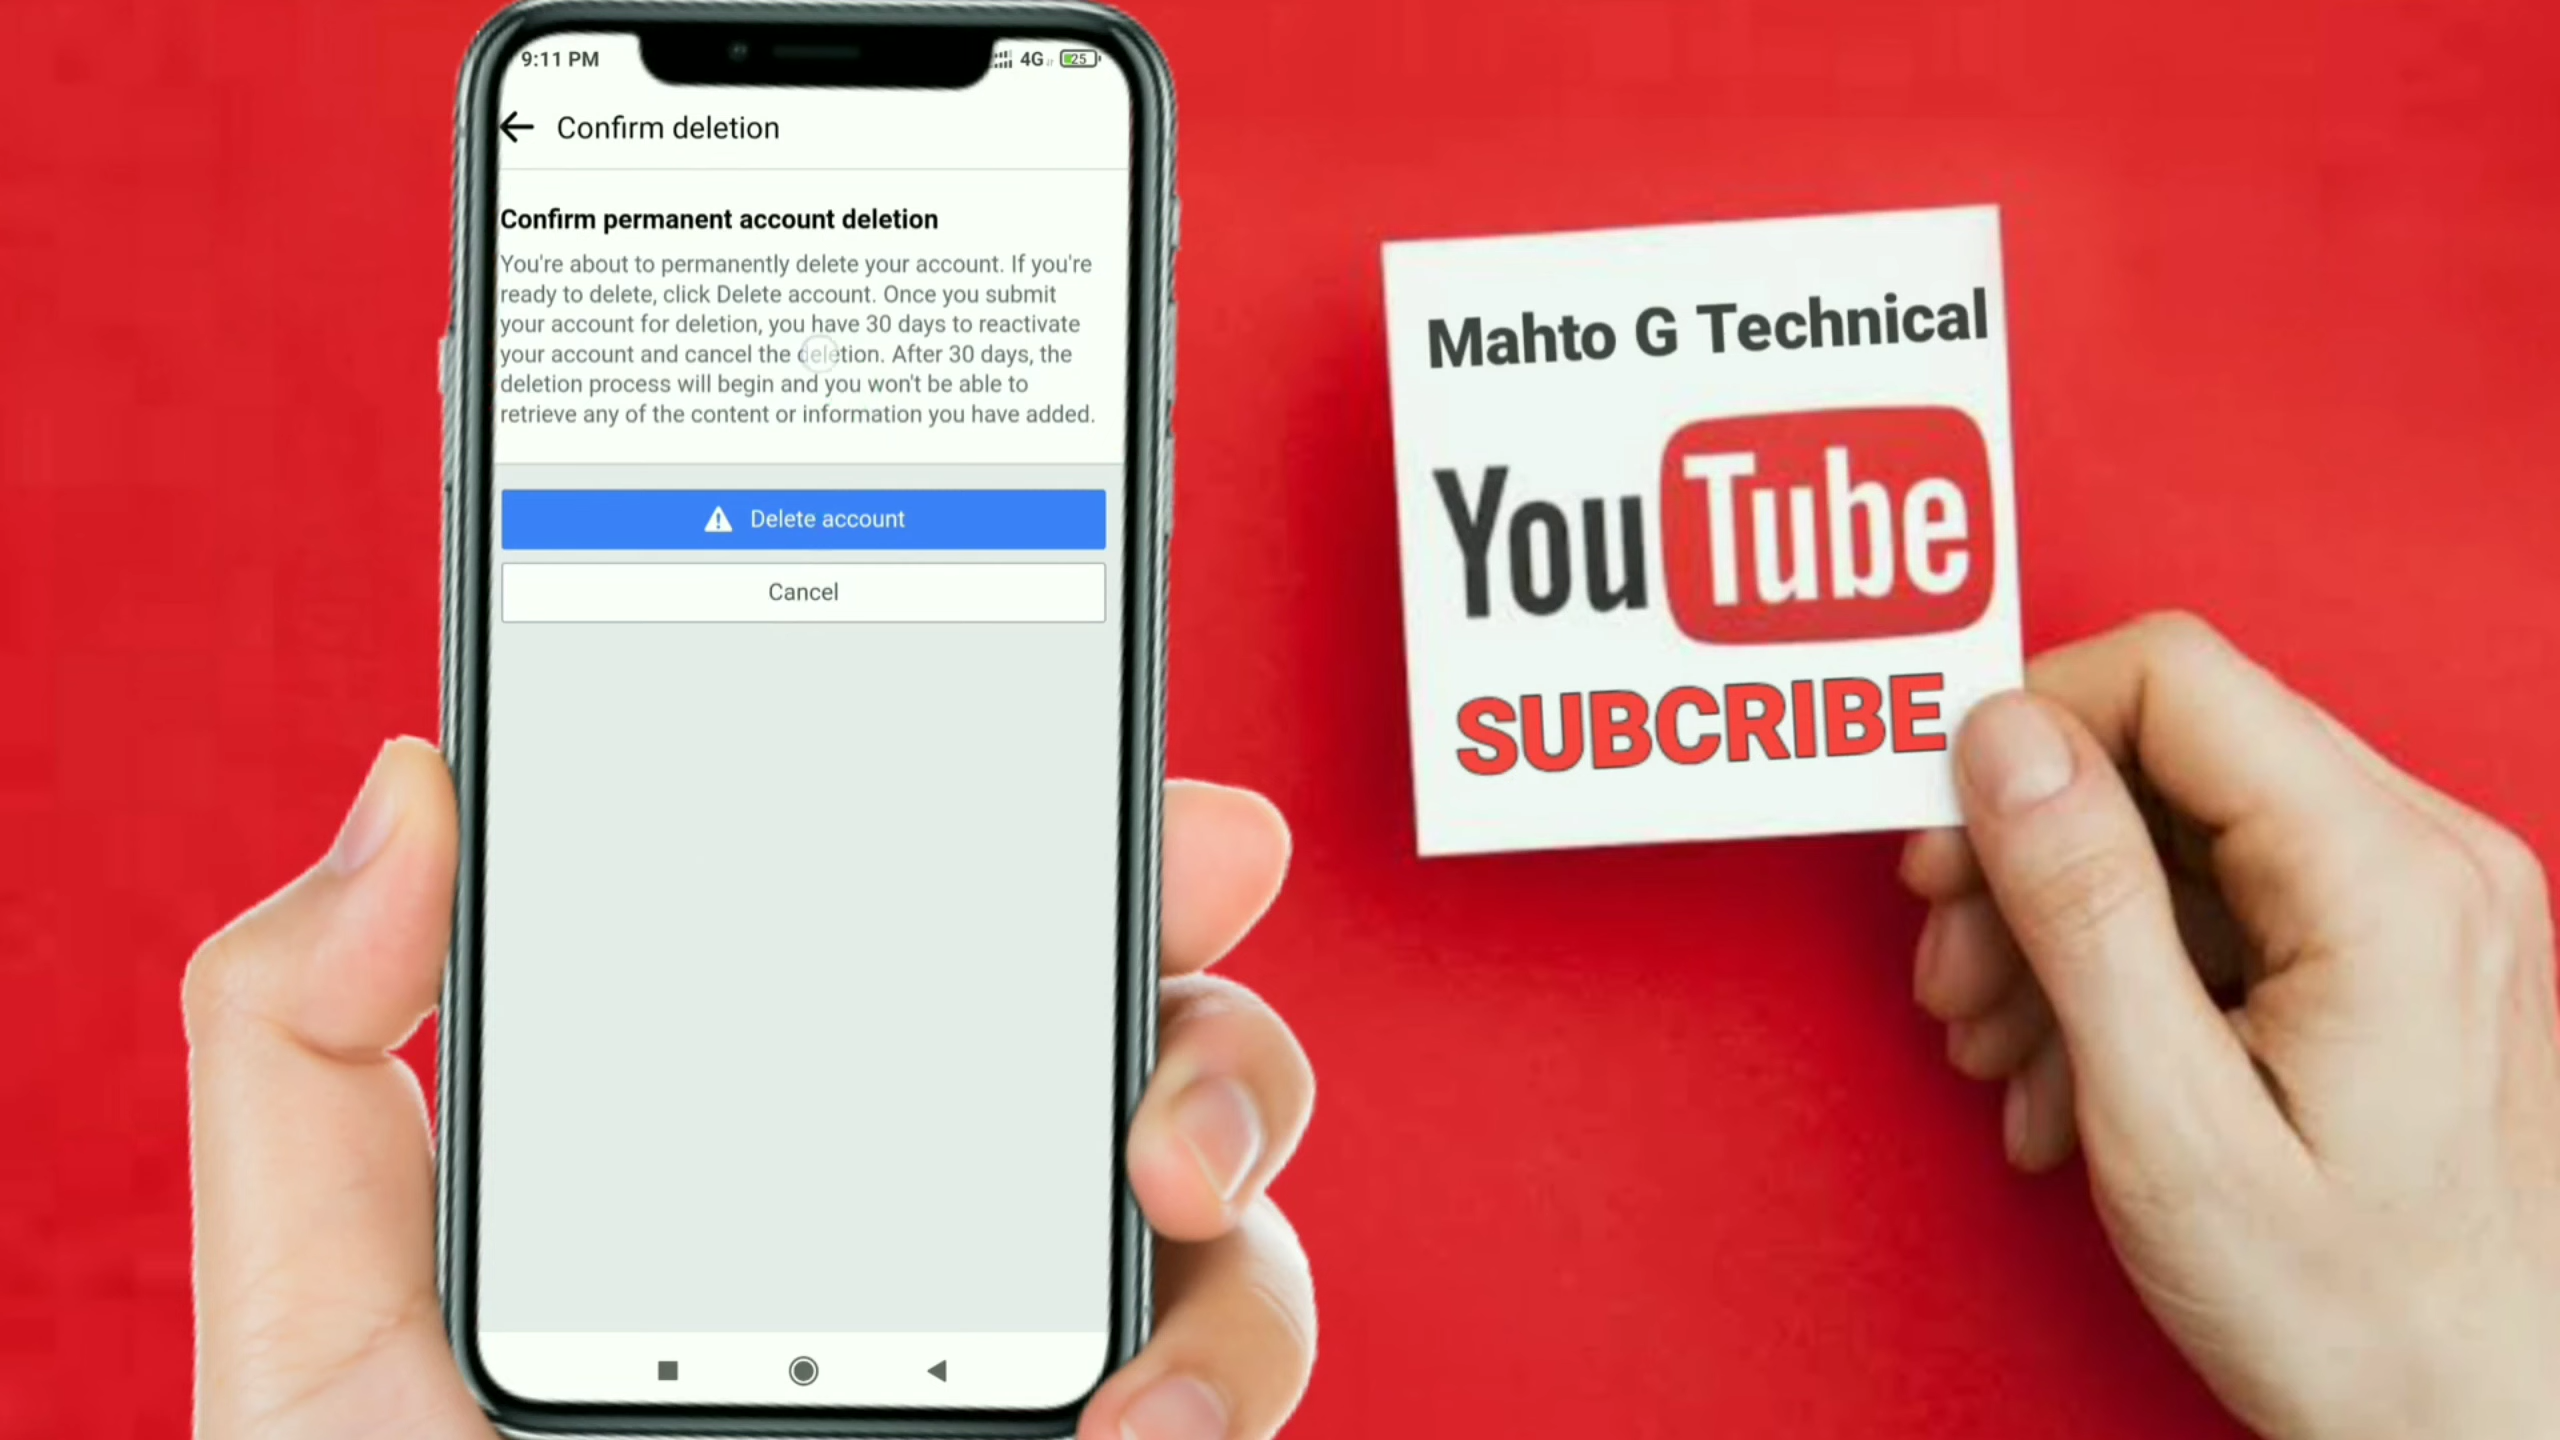 9:11 PM
4G
25
Confirm deletion
Confirm permanent account deletion
You're about to permanently delete your account. If you're
ready to delete, click Delete account. Once you submit
your account for deletion, you have 30 days to reactivate
your account and cancel the deletion. After 30 days, the
deletion process will begin and you won't be able to
retrieve any of the content or information you have added.
Delete account
Cancel
Mahto G Technical
YouTube
SUBCRIBE